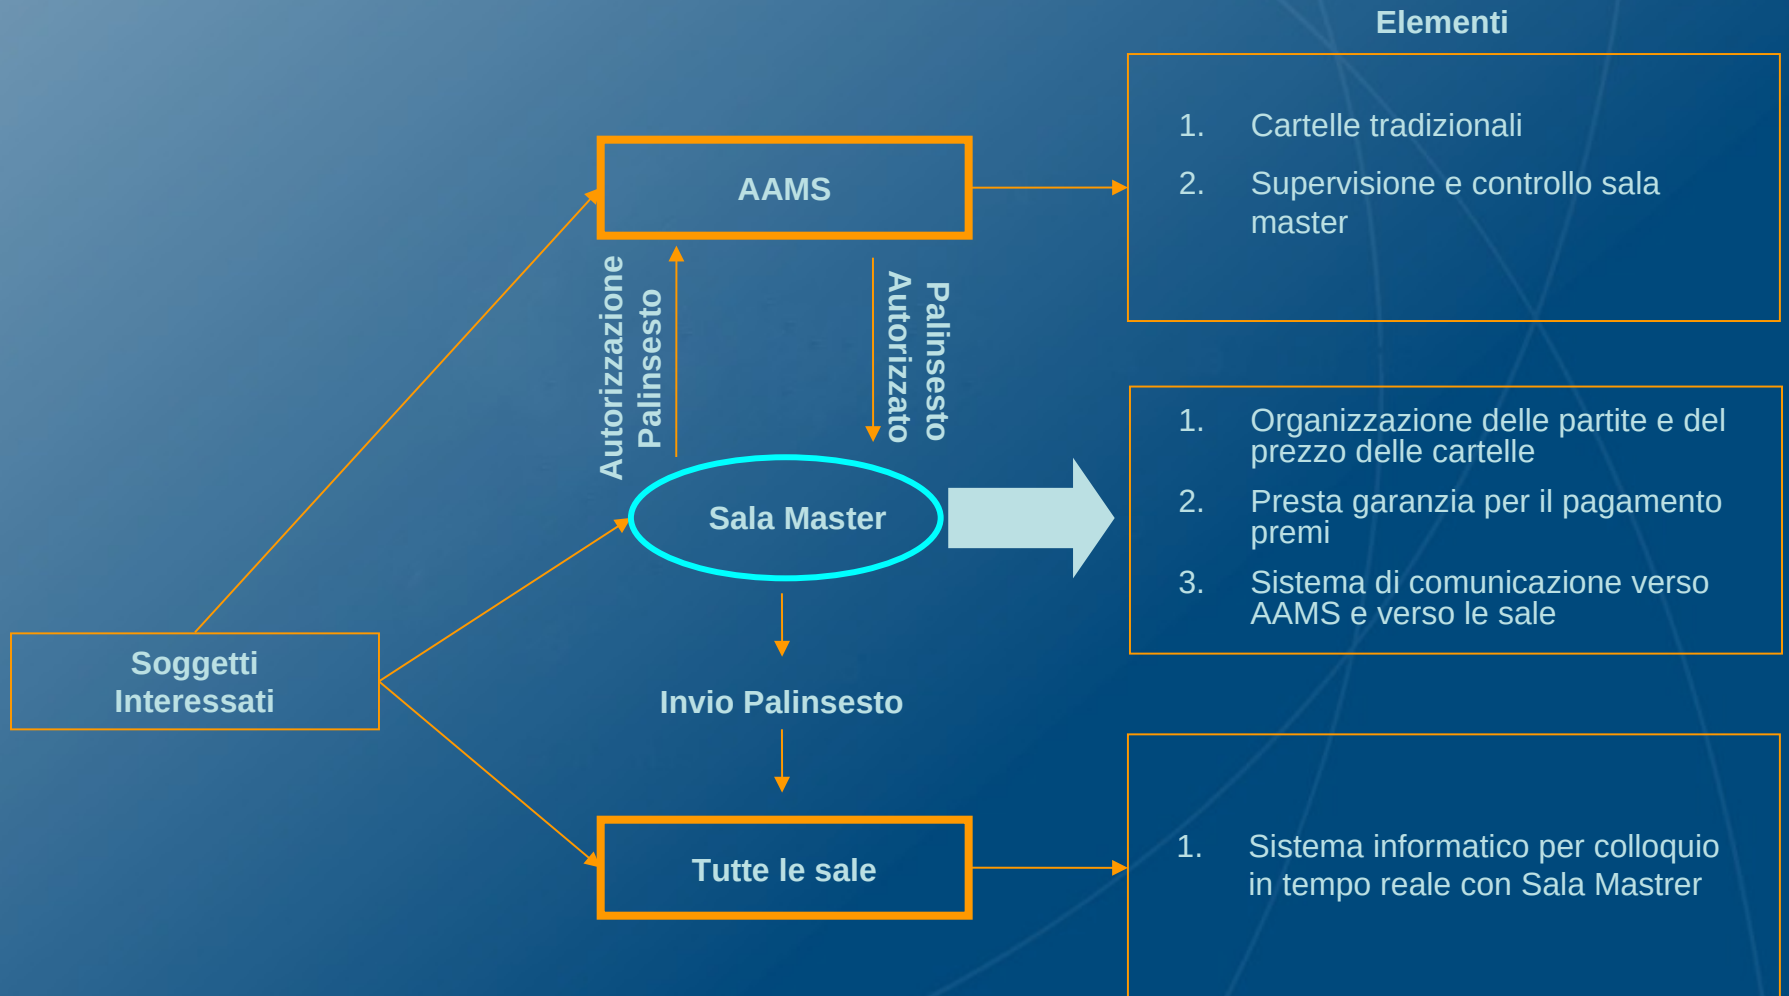 Elementi
AAMS
1. Cartelle tradizionali
2. Supervisione e controllo sala
master
Autorizzazione
Palinsesto
Palinsesto
Autorizzato
Sala Master
1. Organizzazione delle partite e del
prezzo delle cartelle
2. Presta garanzia per il pagamento
premi
3. Sistema di comunicazione verso
AAMS e verso le sale
Soggetti
Interessati
Invio Palinsesto
Tutte le sale
1. Sistema informatico per colloquio
in tempo reale con Sala Mastrer